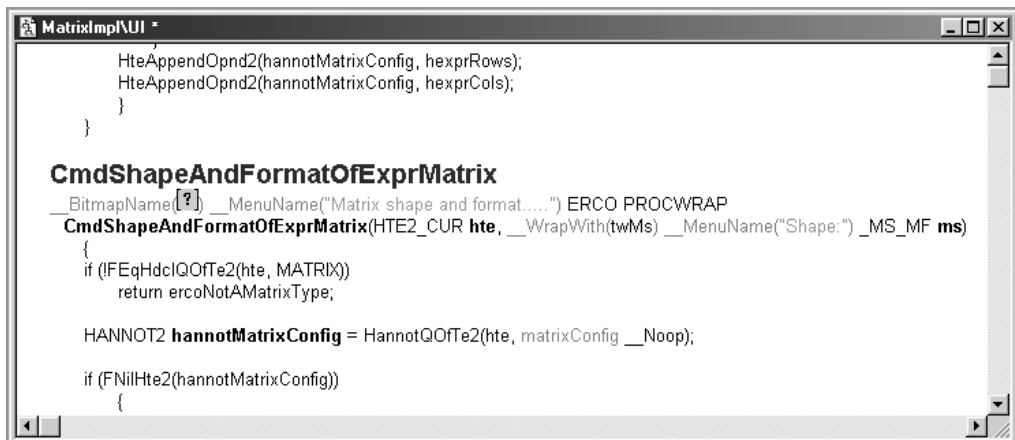 MatrixImpl\UI *
}
HteAppendOpnd2(hannotMatrixConfig, hexprRows);
HteAppendOpnd2(hannotMatrixConfig, hexprCols);
}
}
CmdShapeAndFormatOfExprMatrix
__BitmapName([?]) __MenuName("Matrix shape and format.....") ERCO PROCWRAP
CmdShapeAndFormatOfExprMatrix(HTE2_CUR hte, __WrapWith(twMs) __MenuName("Shape:") _MS_MF ms)
{
if (!FEqHdclQOfTe2(hte, MATRIX))
return ercoNotAMatrixType;
HANNOT2 hannotMatrixConfig = HannotQOfTe2(hte, matrixConfig __Noop);
if (FNilHte2(hannotMatrixConfig))
{